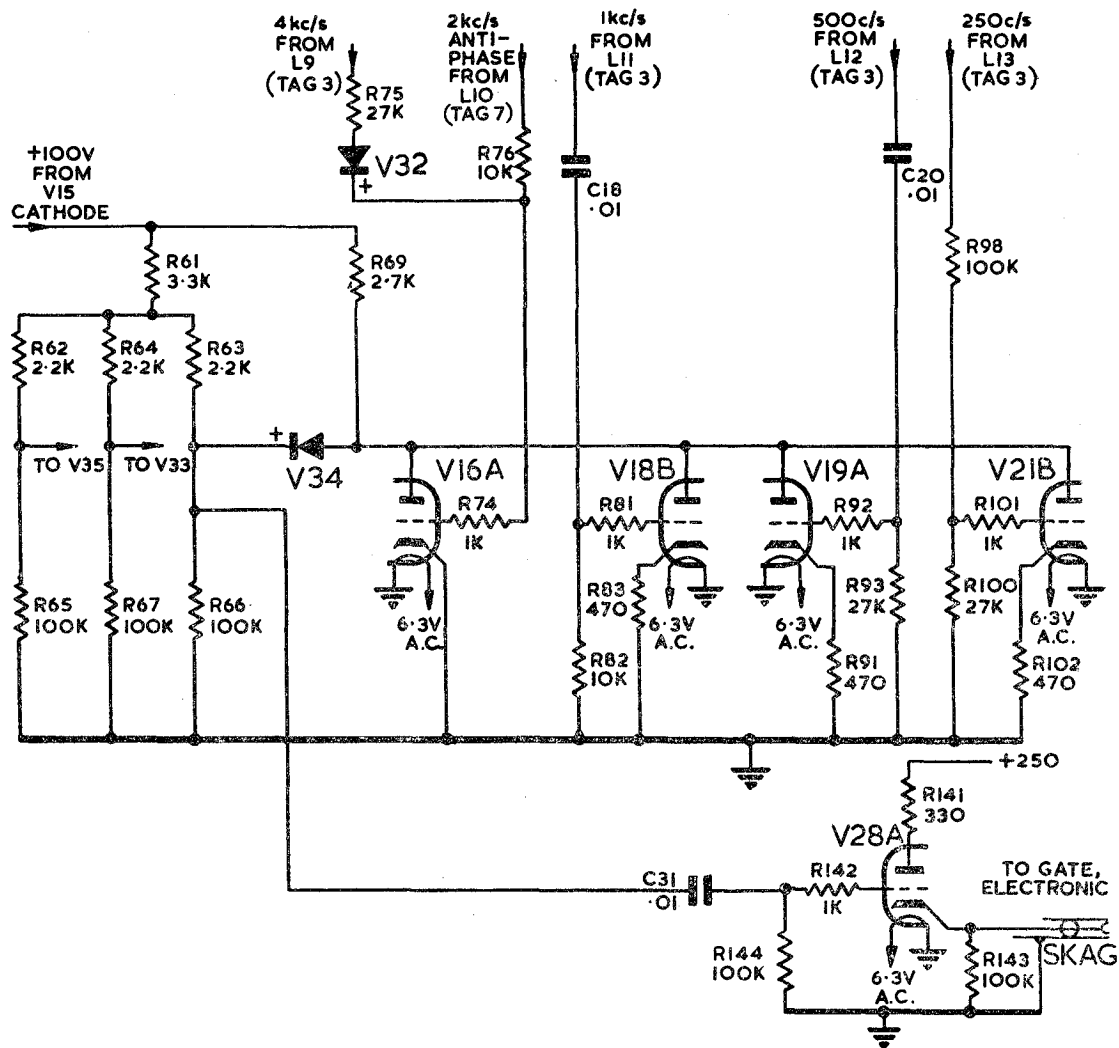 4kc/s
FROM
L9
(TAG 3)
2kc/s
ANTI-
PHASE
FROM
L10
(TAG 7)
1kc/s
FROM
L11
(TAG 3)
500c/s
FROM
L12
(TAG 3)
250c/s
FROM
L13
(TAG 3)
R75
27K
V32
+
R76
10K
C18
·01
C20
·01
R98
100K
+100V
FROM
V15
CATHODE
R61
3·3K
R69
2·7K
R62
2·2K
R64
2·2K
R63
2·2K
TO V35
TO V33
+
V34
V16A
R74
1K
R81
1K
V18B
V19A
R92
1K
R101
1K
V21B
R65
100K
R67
100K
R66
100K
6·3V
A.C.
R83
470
6·3V
A.C.
R82
10K
6·3V
A.C.
R91
470
R93
27K
R100
27K
6·3V
A.C.
R102
470
+250
R141
330
V28A
C31
·01
R142
1K
TO GATE,
ELECTRONIC
SKAG
R144
100K
6·3V
A.C.
R143
100K